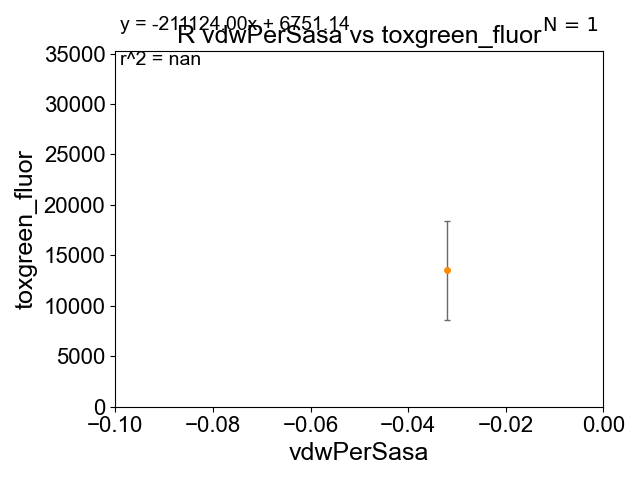 y = -211124.00x + 6751.14
N = 1
R vdwPerSasa vs toxgreen_fluor
r^2 = nan
35000
30000
25000
20000
15000
10000
5000
0
toxgreen_fluor
−0.10 −0.08 −0.06 −0.04 −0.02 0.00
vdwPerSasa